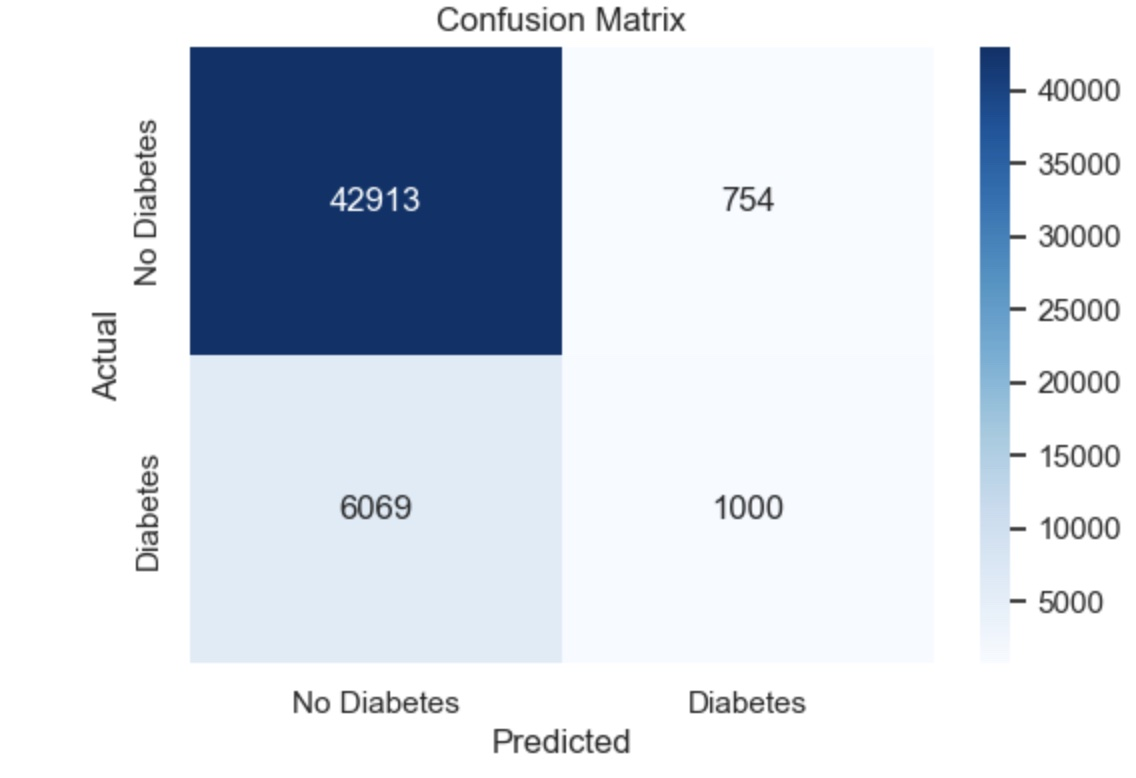 Confusion Matrix
No Diabetes
42913
754
Actual
Diabetes
6069
1000
No Diabetes
Diabetes
Predicted
40000
35000
30000
25000
20000
15000
10000
5000